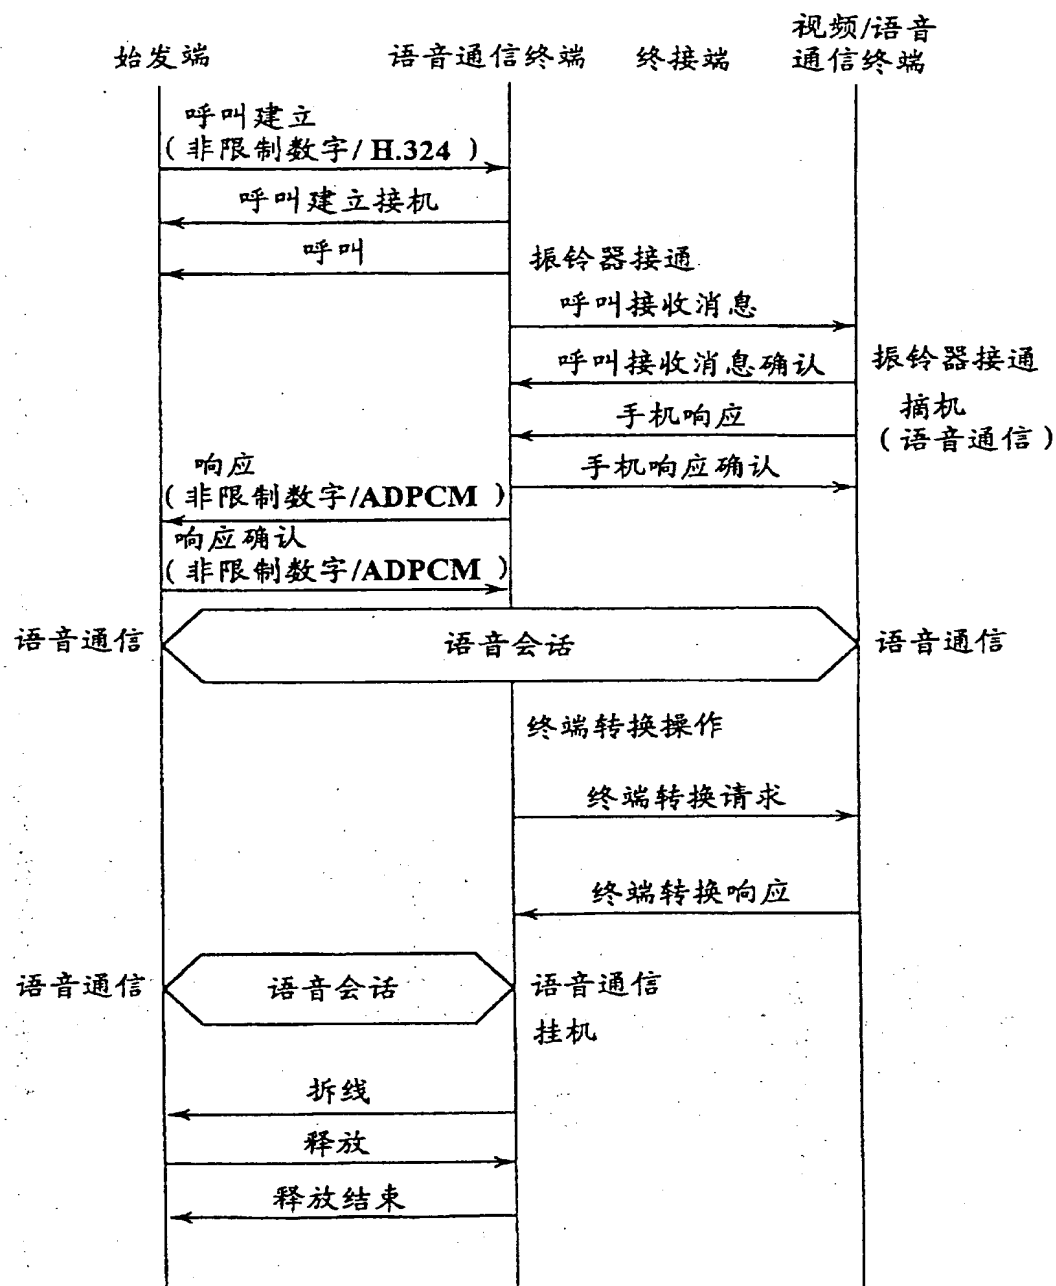 始发端
语音通信终端
终接端
视频/语音
通信终端
呼叫建立
(非限制数字/H.324)
呼叫建立接机
呼叫
振铃器接通
呼叫接收消息
呼叫接收消息确认
振铃器接通
手机响应
摘机
(语音通信)
响应
(非限制数字/ADPCM)
手机响应确认
响应确认
(非限制数字/ADPCM)
语音通信
语音会话
语音通信
终端转换操作
终端转换请求
终端转换响应
语音通信
语音会话
语音通信
挂机
拆线
释放
释放结束